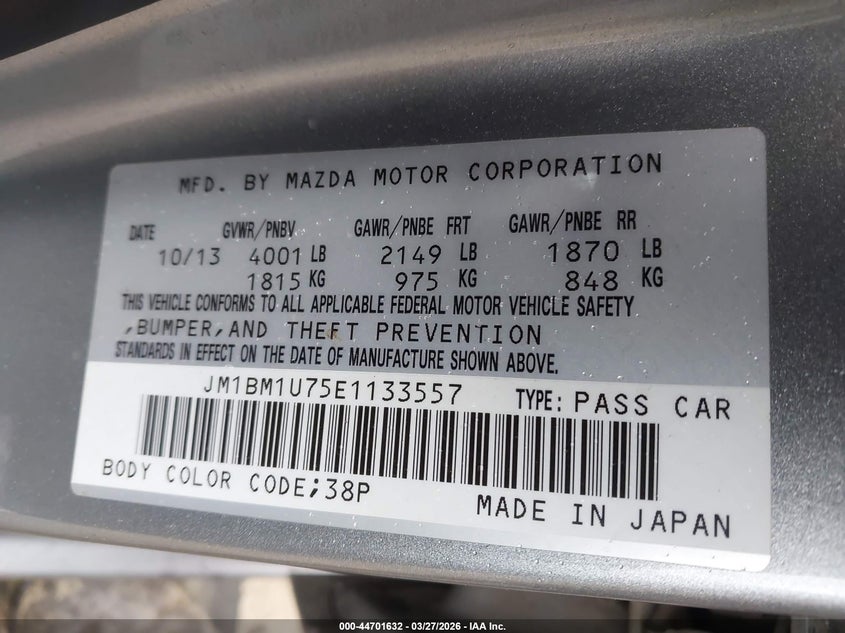 MFD. BY MAZDA MOTOR CORPORATION
DATE GVWR/PNBV GAWR/PNBE FRT GAWR/PNBE RR
10/13 4001 LB 2149 LB 1870 LB
1815 KG 975 KG 848 KG
THIS VEHICLE CONFORMS TO ALL APPLICABLE FEDERAL MOTOR VEHICLE SAFETY
,BUMPER,AND THEFT PREVENTION
STANDARDS IN EFFECT ON THE DATE OF MANUFACTURE SHOWN ABOVE.
JM1BM1U75E1133557 TYPE: PASS CAR
BODY COLOR CODE;38P
MADE IN JAPAN
000-44701632 - 03/27/2026 - IAA Inc.